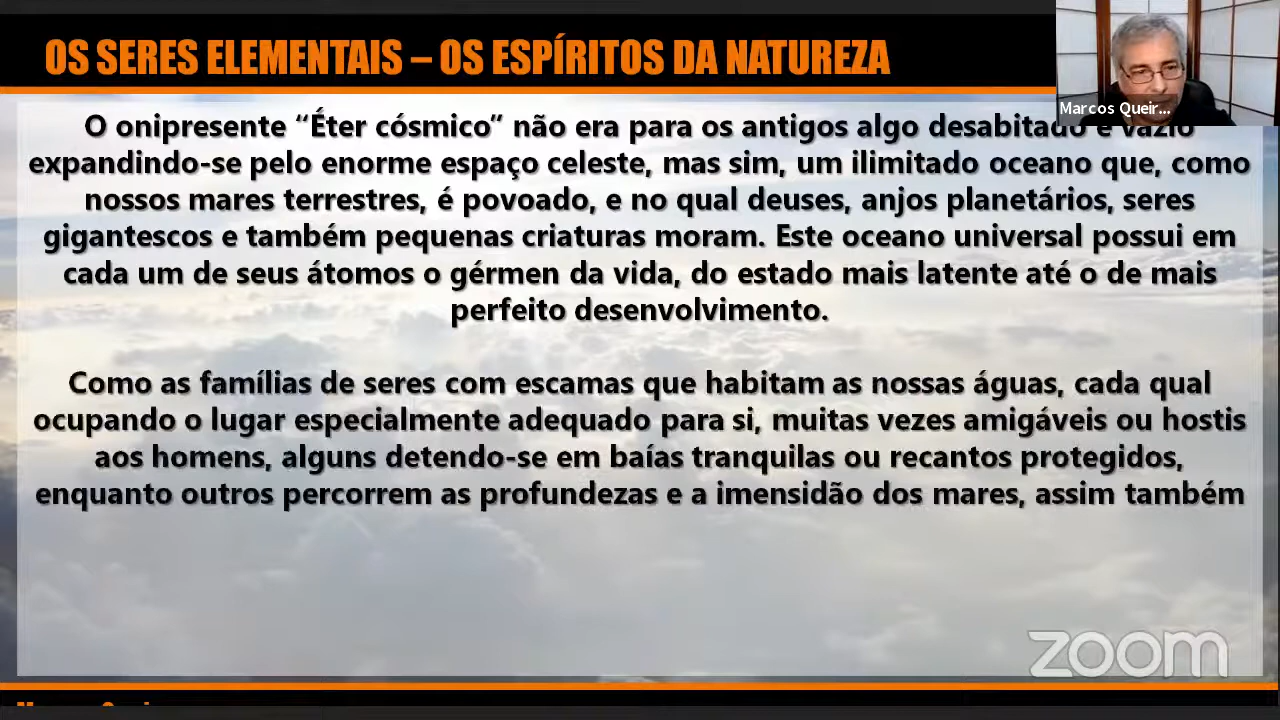 OS SERES ELEMENTAIS – OS ESPÍRITOS DA NATUREZA
Marcos Queir...
O onipresente “Éter cósmico” não era para os antigos algo desabitado e vazio
expandindo-se pelo enorme espaço celeste, mas sim, um ilimitado oceano que, como
nossos mares terrestres, é povoado, e no qual deuses, anjos planetários, seres
gigantescos e também pequenas criaturas moram. Este oceano universal possui em
cada um de seus átomos o gérmen da vida, do estado mais latente até o de mais
perfeito desenvolvimento.
Como as famílias de seres com escamas que habitam as nossas águas, cada qual
ocupando o lugar especialmente adequado para si, muitas vezes amigáveis ou hostis
aos homens, alguns detendo-se em baías tranquilas ou recantos protegidos,
enquanto outros percorrem as profundezas e a imensidão dos mares, assim também
zoom